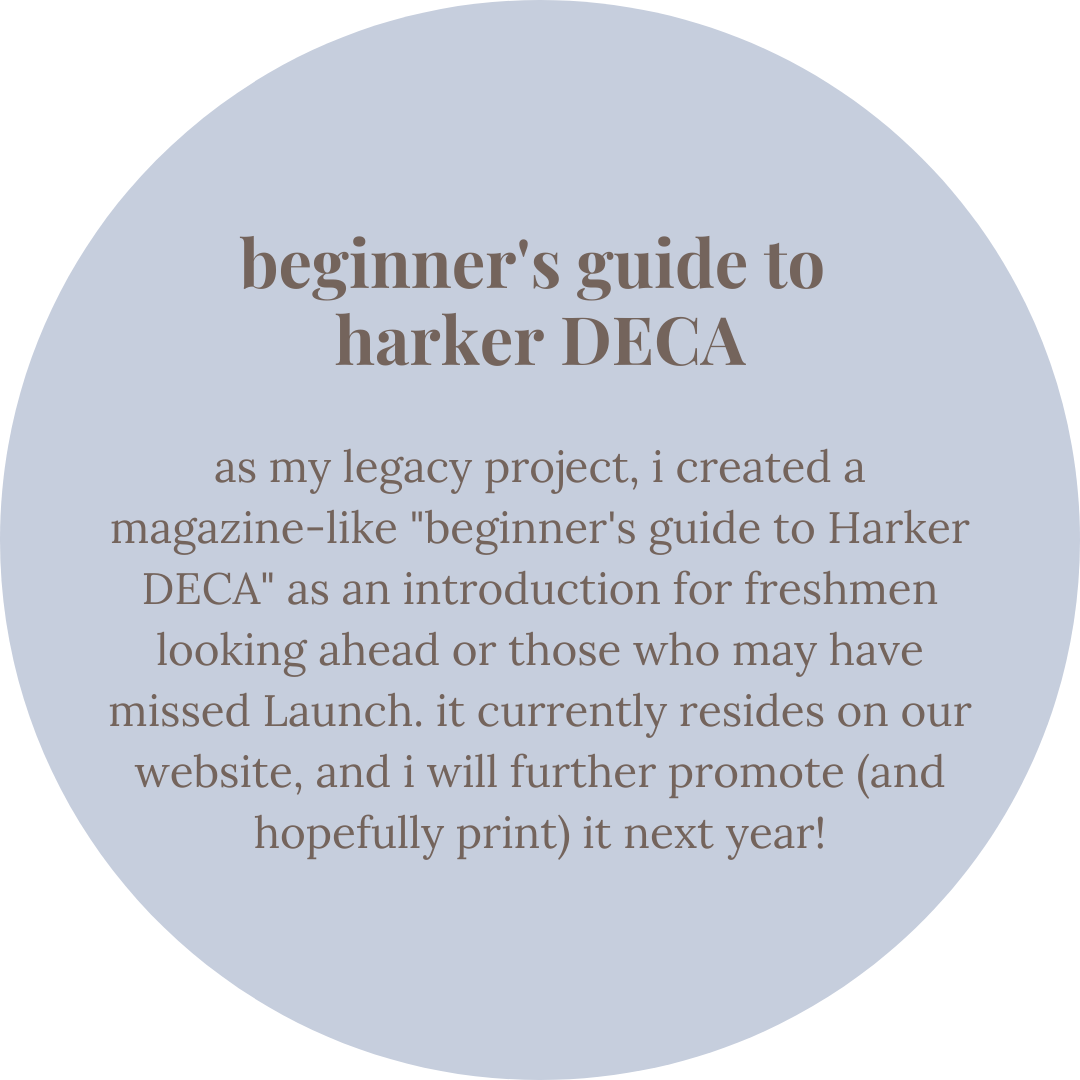 beginner's guide to
harker DECA
as my legacy project, i created a
magazine-like "beginner's guide to Harker
DECA" as an introduction for freshmen
looking ahead or those who may have
missed Launch. it currently resides on our
website, and i will further promote (and
hopefully print) it next year!